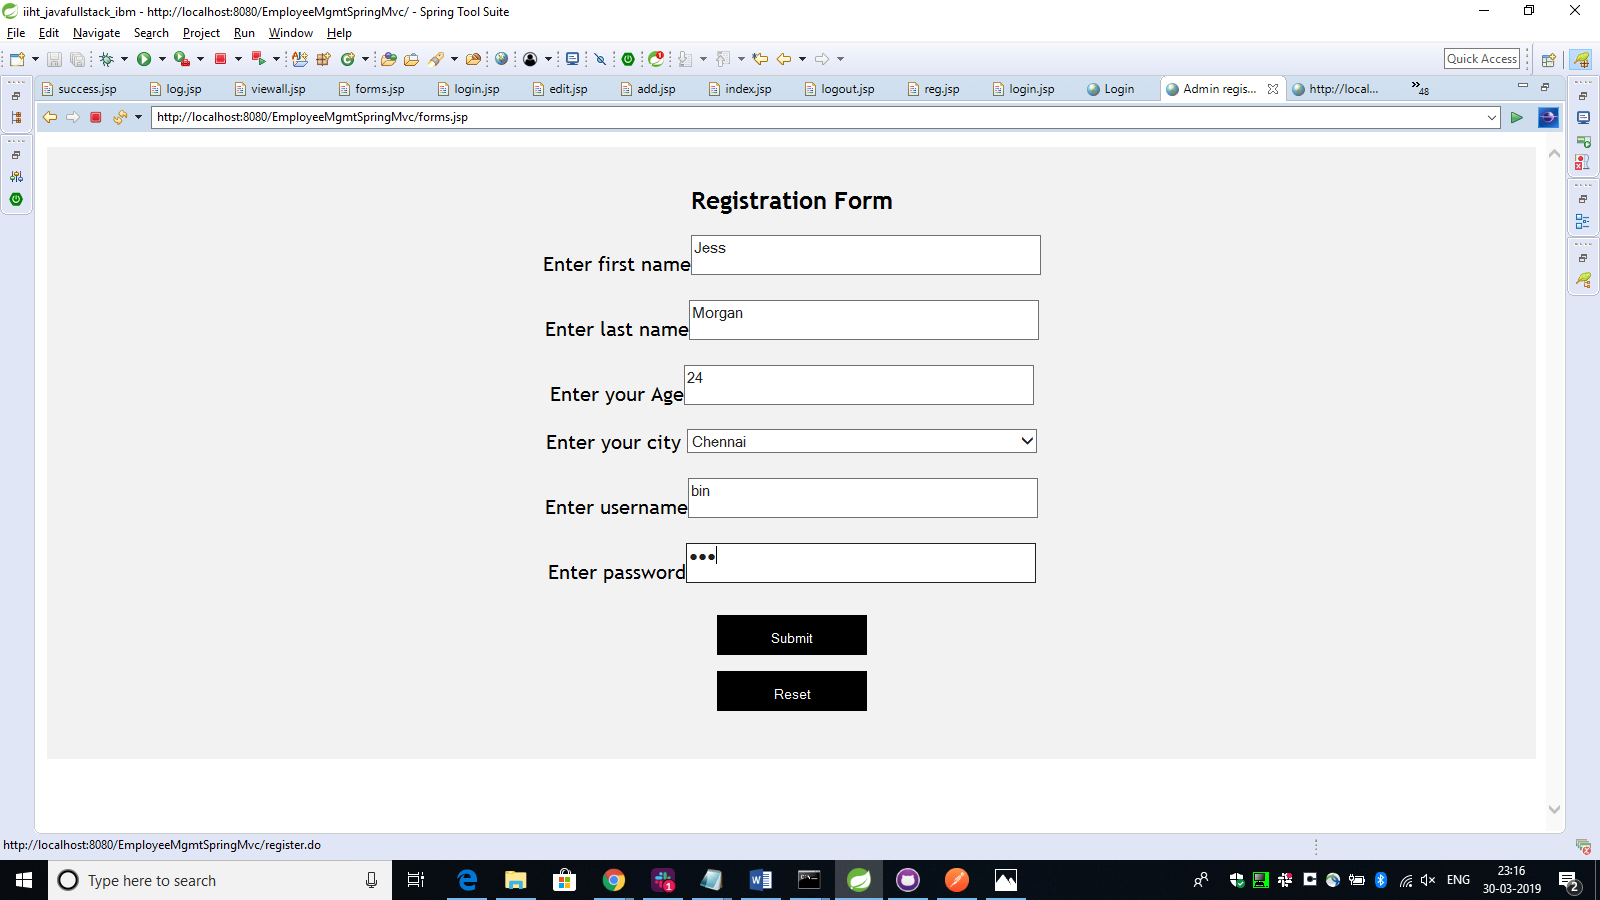 iiht_javafullstack_ibm - http://localhost:8080/EmployeeMgmtSpringMvc/ - Spring Tool Suite
File Edit Navigate Search Project Run Window Help
Quick Access
success.jsp log.jsp viewall.jsp forms.jsp login.jsp edit.jsp add.jsp index.jsp logout.jsp reg.jsp login.jsp Login Admin regis... http://local... »48
http://localhost:8080/EmployeeMgmtSpringMvc/forms.jsp
Registration Form
Enter first name Jess
Enter last name Morgan
Enter your Age 24
Enter your city Chennai
Enter username bin
Enter password •••
Submit
Reset
http://localhost:8080/EmployeeMgmtSpringMvc/register.do
Type here to search
1
ENG
23:16
30-03-2019
2